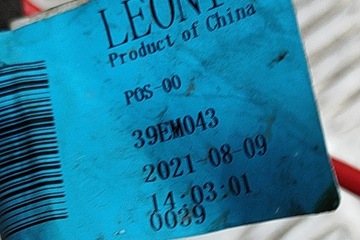 LEONI
Product of China
POS-00
39EM043
2021-08-09
14:03:01
0039